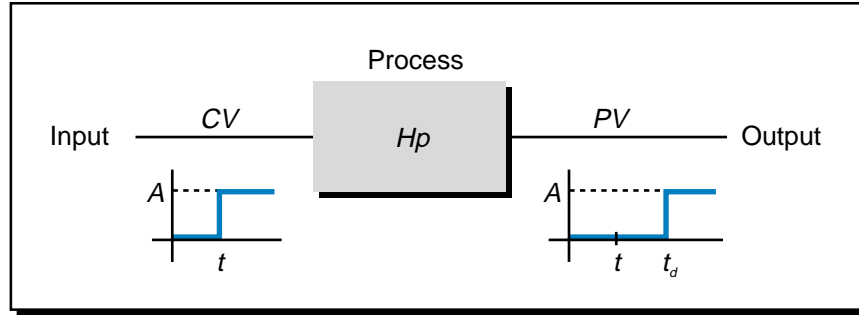 Process
Input CV Hp PV Output
A A
t t t_d